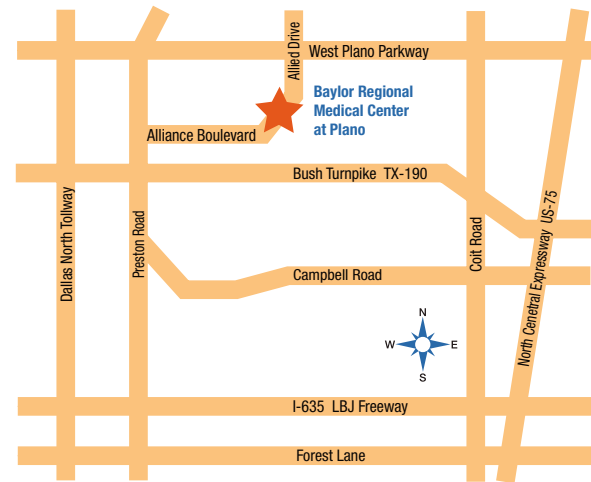 Allied Drive
West Plano Parkway
Baylor Regional
Medical Center
at Plano
Alliance Boulevard
Bush Turnpike TX-190
Dallas North Tollway
Preston Road
Coit Road
North Cenetral Expressway US-75
Campbell Road
N
W
E
S
I-635 LBJ Freeway
Forest Lane